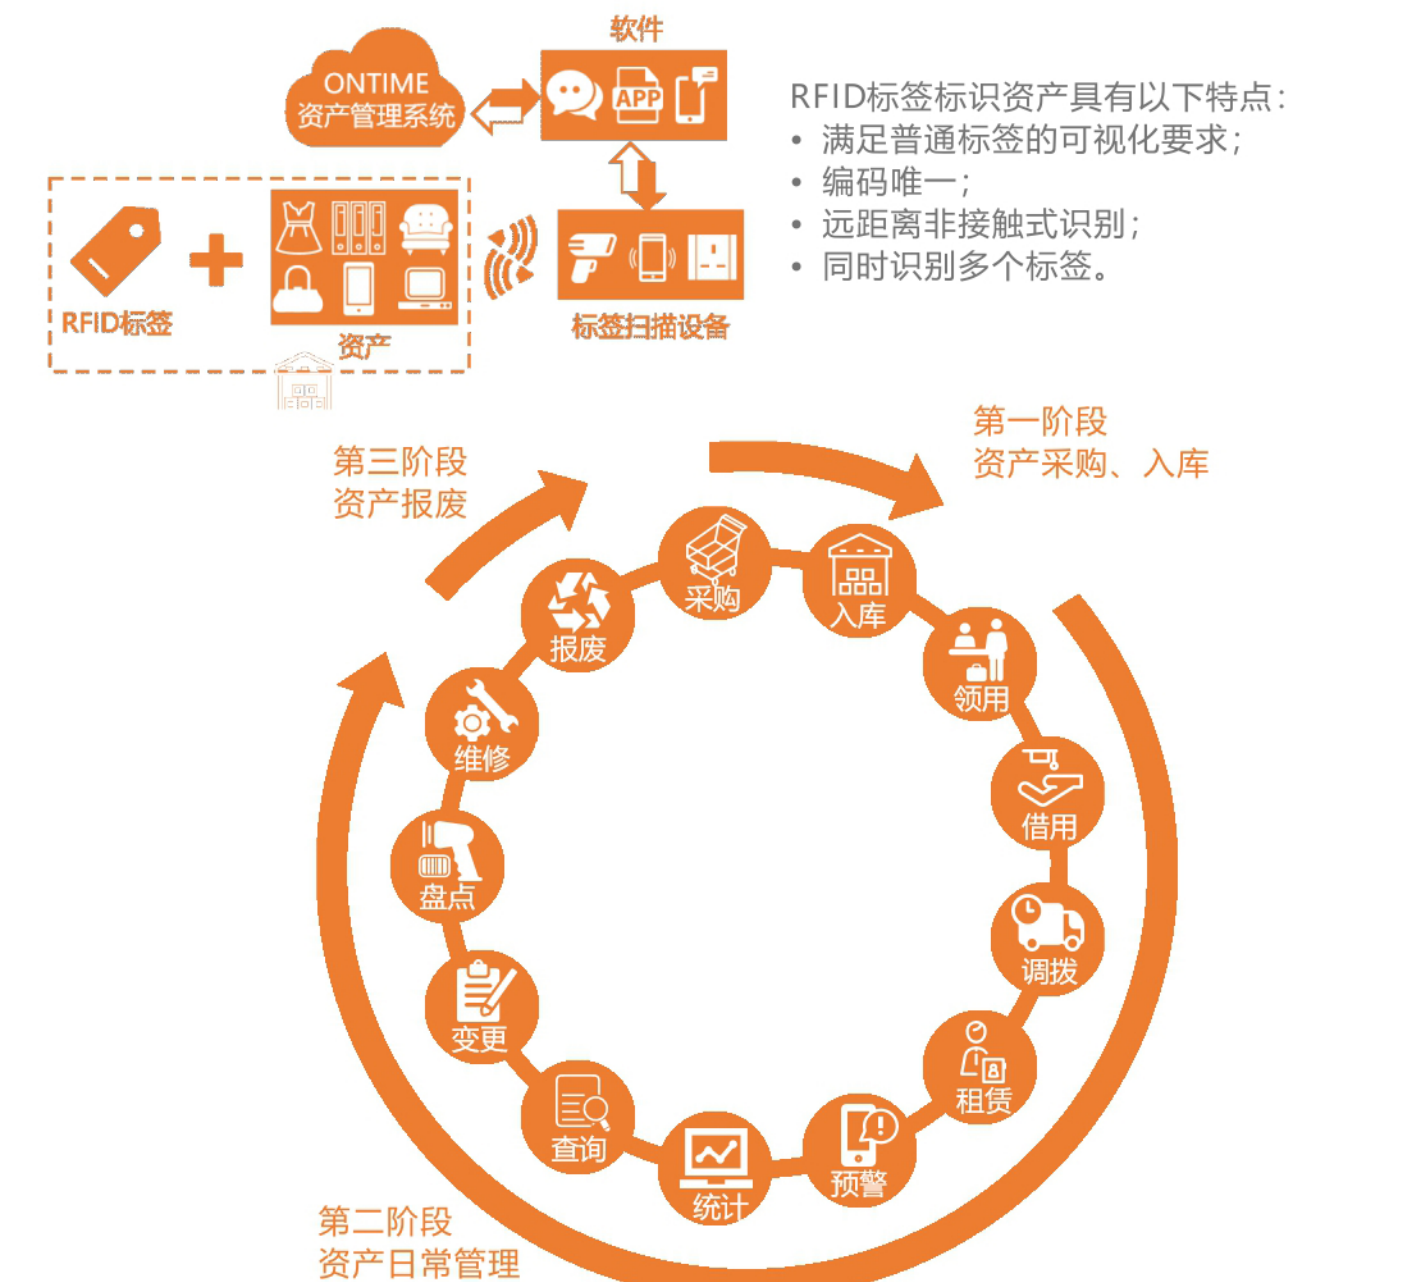 软件
ONTIME
资产管理系统
APP
RFID标签标识资产具有以下特点：
• 满足普通标签的可视化要求；
• 编码唯一；
• 远距离非接触式识别；
• 同时识别多个标签。
RFID标签
资产
标签扫描设备
第一阶段
资产采购、入库
第三阶段
资产报废
采购
入库
领用
借用
调拨
租赁
预警
统计
查询
变更
盘点
维修
报废
第二阶段
资产日常管理